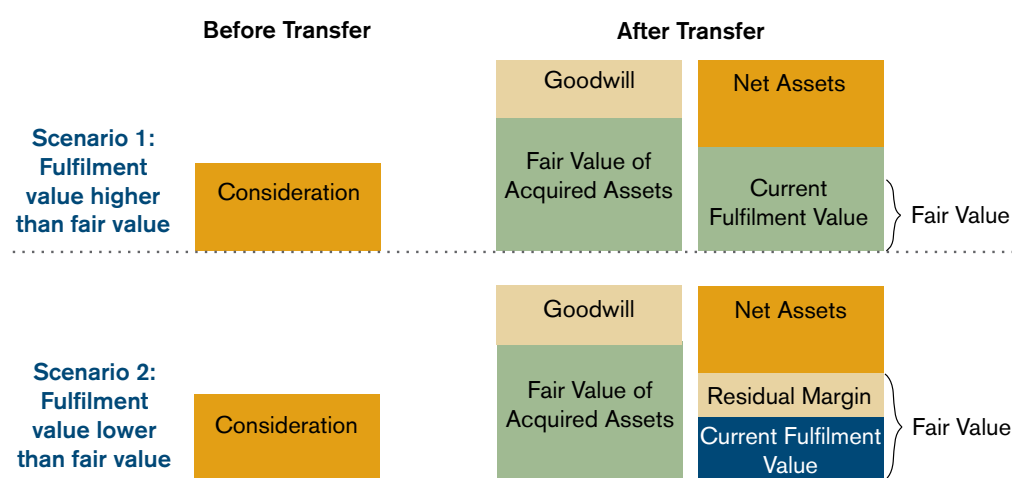 Before Transfer
After Transfer
Scenario 1:
Fulfilment
value higher
than fair value
Consideration
Goodwill
Fair Value of
Acquired Assets
Net Assets
Current
Fulfilment Value
Fair Value
Scenario 2:
Fulfilment
value lower
than fair value
Consideration
Goodwill
Fair Value of
Acquired Assets
Net Assets
Residual Margin
Current Fulfilment
Value
Fair Value